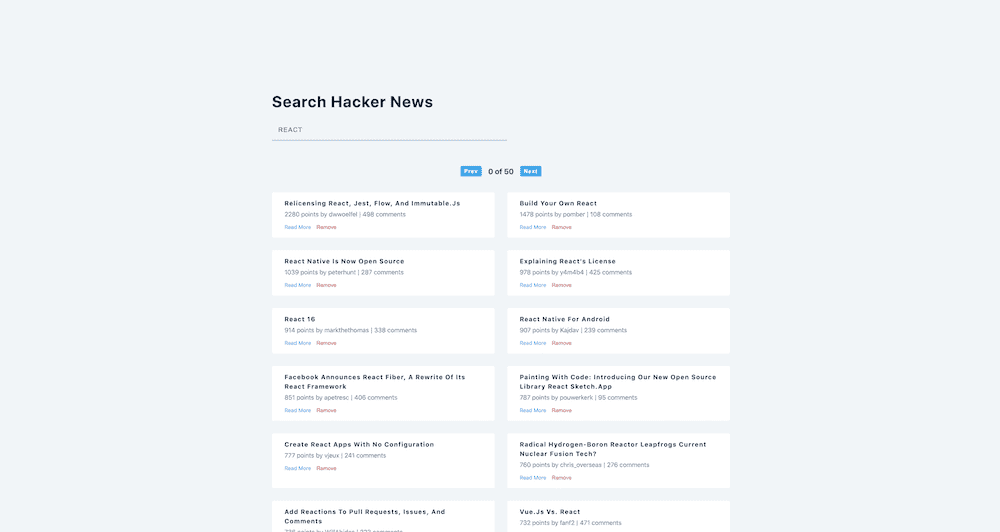 Search Hacker News
REACT
Prev 0 of 50 Next
Relicensing React, Jest, Flow, And Immutable.Js
2280 points by dwwoelfel | 498 comments
Read More Remove
Build Your Own React
1478 points by pomber | 108 comments
Read More Remove
React Native Is Now Open Source
1039 points by peterhunt | 287 comments
Read More Remove
Explaining React's License
978 points by y4m4b4 | 425 comments
Read More Remove
React 16
914 points by markthethomas | 338 comments
Read More Remove
React Native For Android
907 points by Kajdav | 239 comments
Read More Remove
Facebook Announces React Fiber, A Rewrite Of Its
React Framework
851 points by apetresc | 406 comments
Read More Remove
Painting With Code: Introducing Our New Open Source
Library React Sketch.App
787 points by pouwerkerk | 95 comments
Read More Remove
Create React Apps With No Configuration
777 points by vjeux | 241 comments
Read More Remove
Radical Hydrogen-Boron Reactor Leapfrogs Current
Nuclear Fusion Tech?
760 points by chris_overseas | 276 comments
Read More Remove
Add Reactions To Pull Requests, Issues, And
Comments
points by comments
Vue.Js Vs. React
732 points by fanf2 | 471 comments